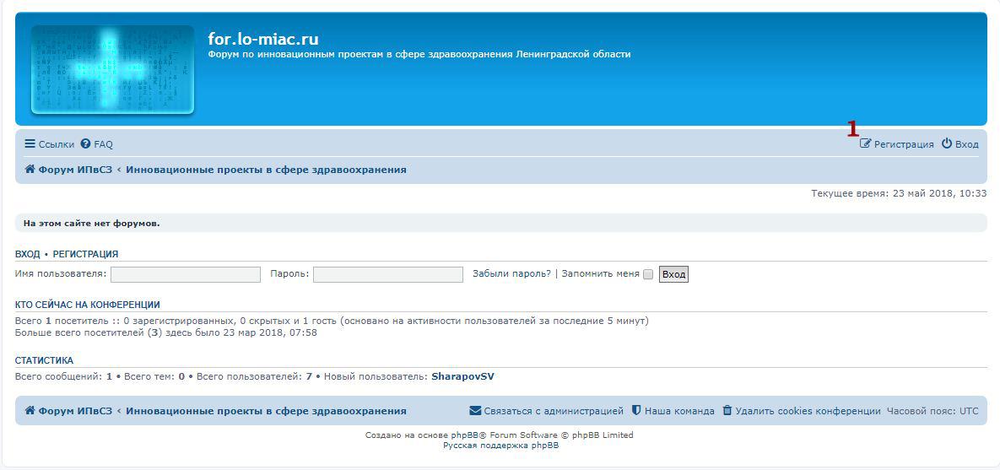 for.lo-miac.ru
Форум по инновационным проектам в сфере здравоохранения Ленинградской области
1
Ссылки FAQ Регистрация Вход
Форум ИПвСЗ ‹ Инновационные проекты в сфере здравоохранения
Текущее время: 23 май 2018, 10:33
На этом сайте нет форумов.
ВХОД • РЕГИСТРАЦИЯ
Имя пользователя: Пароль: Забыли пароль? | Запомнить меня Вход
КТО СЕЙЧАС НА КОНФЕРЕНЦИИ
Всего 1 посетитель :: 0 зарегистрированных, 0 скрытых и 1 гость (основано на активности пользователей за последние 5 минут)
Больше всего посетителей (3) здесь было 23 мар 2018, 07:58
СТАТИСТИКА
Всего сообщений: 1 • Всего тем: 0 • Всего пользователей: 7 • Новый пользователь: SharapovSV
Форум ИПвСЗ ‹ Инновационные проекты в сфере здравоохранения Связаться с администрацией Наша команда Удалить cookies конференции Часовой пояс: UTC
Создано на основе phpBB® Forum Software © phpBB Limited
Русская поддержка phpBB